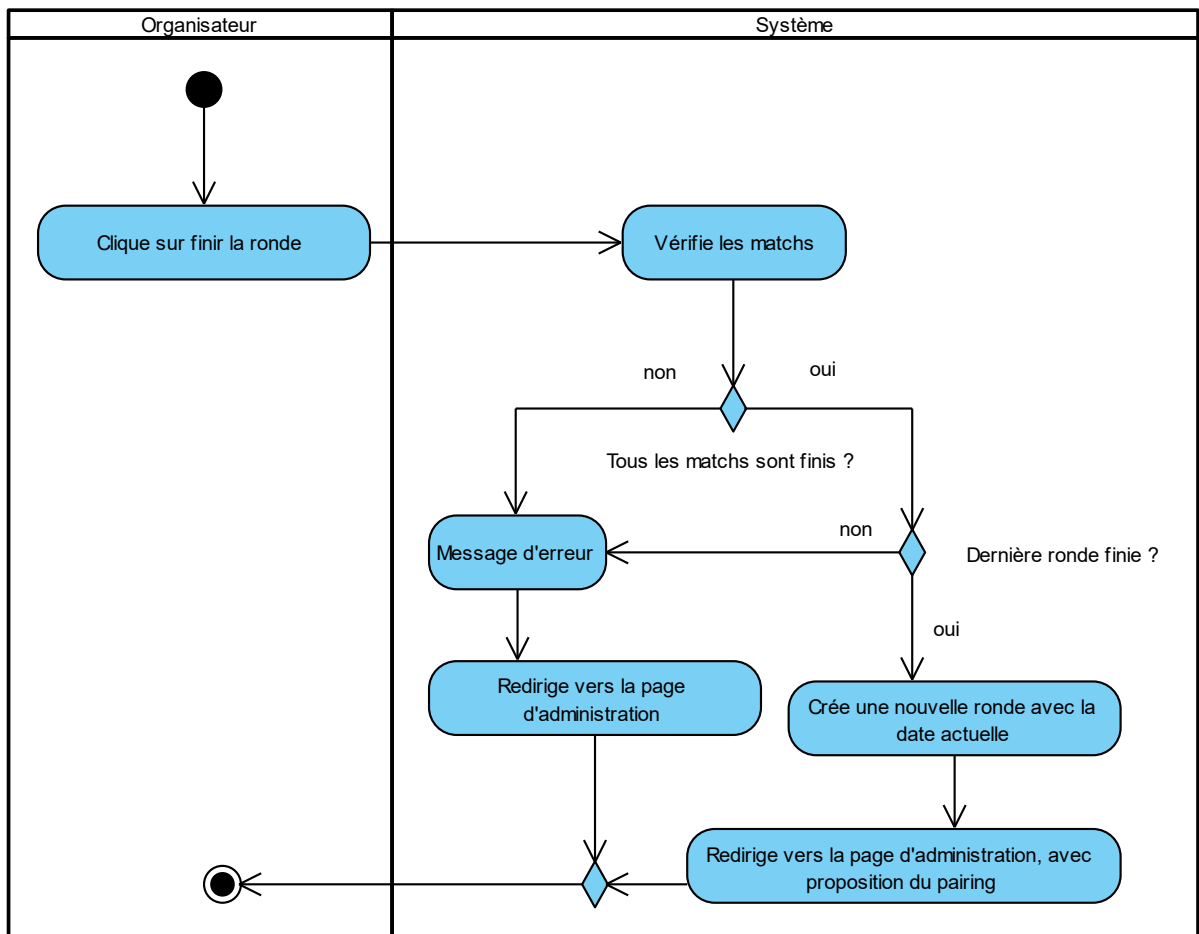 Organisateur
Système
Clique sur finir la ronde
Vérifie les matchs
non
oui
Tous les matchs sont finis ?
Message d'erreur
non
Dernière ronde finie ?
oui
Redirige vers la page
d'administration
Crée une nouvelle ronde avec la
date actuelle
Redirige vers la page d'administration, avec
proposition du pairing